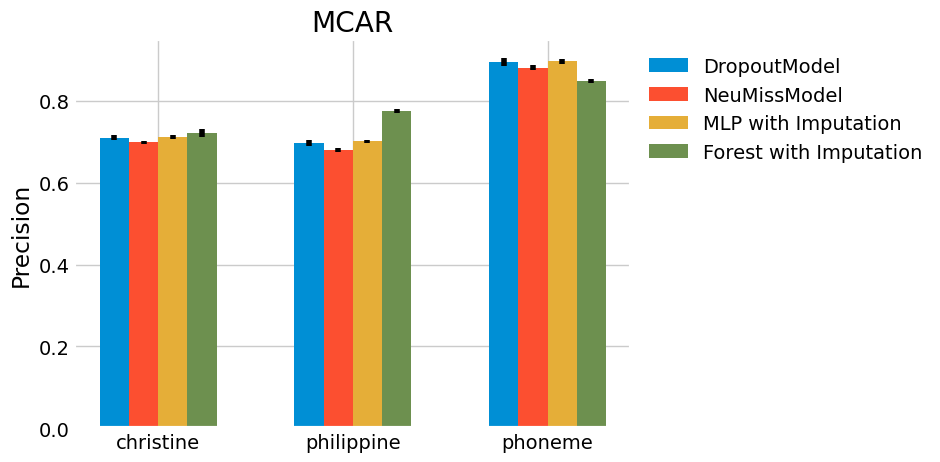 MCAR
Precision
0.8
0.6
0.4
0.2
0.0
christine
philippine
phoneme
DropoutModel
NeuMissModel
MLP with Imputation
Forest with Imputation